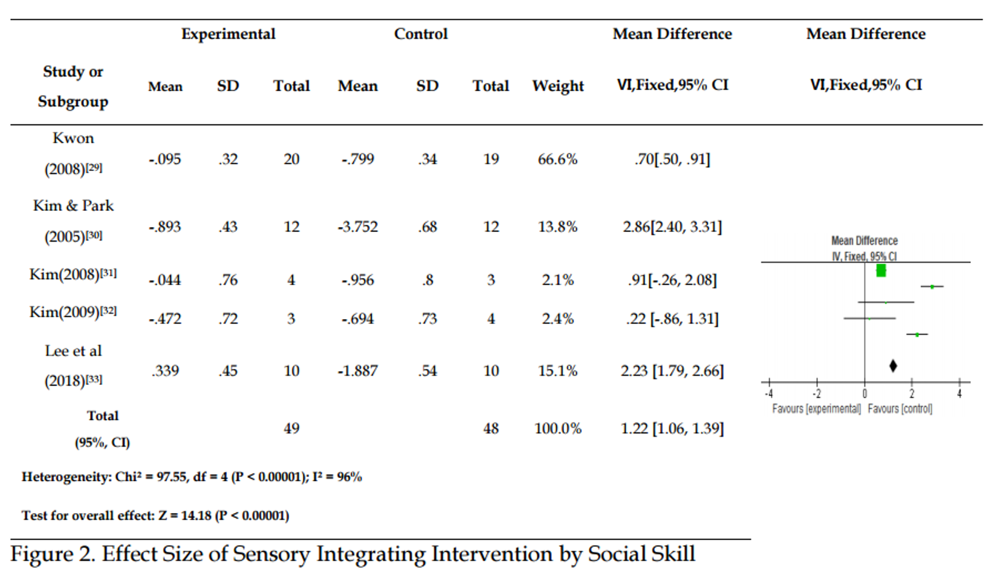 Experimental Control Mean Difference Mean Difference
Study or
Subgroup
Mean SD Total Mean SD Total Weight VI,Fixed,95% CI VI,Fixed,95% CI
Kwon
(2008)[29]
-.095 .32 20 -.799 .34 19 66.6% .70[.50, .91]
Kim & Park
(2005)[30]
-.893 .43 12 -3.752 .68 12 13.8% 2.86[2.40, 3.31]
Kim(2008)[31] -.044 .76 4 -.956 .8 3 2.1% .91[-.26, 2.08]
Kim(2009)[32] -.472 .72 3 -.694 .73 4 2.4% .22 [-.86, 1.31]
Lee et al
(2018)[33]
.339 .45 10 -1.887 .54 10 15.1% 2.23 [1.79, 2.66]
Total
(95%, CI)
49 48 100.0% 1.22 [1.06, 1.39]
Mean Difference
IV, Fixed, 95% CI
-4 -2 0 2 4
Favours [experimental] Favours [control]
Heterogeneity: Chi² = 97.55, df = 4 (P < 0.00001); I² = 96%
Test for overall effect: Z = 14.18 (P < 0.00001)
Figure 2. Effect Size of Sensory Integrating Intervention by Social Skill